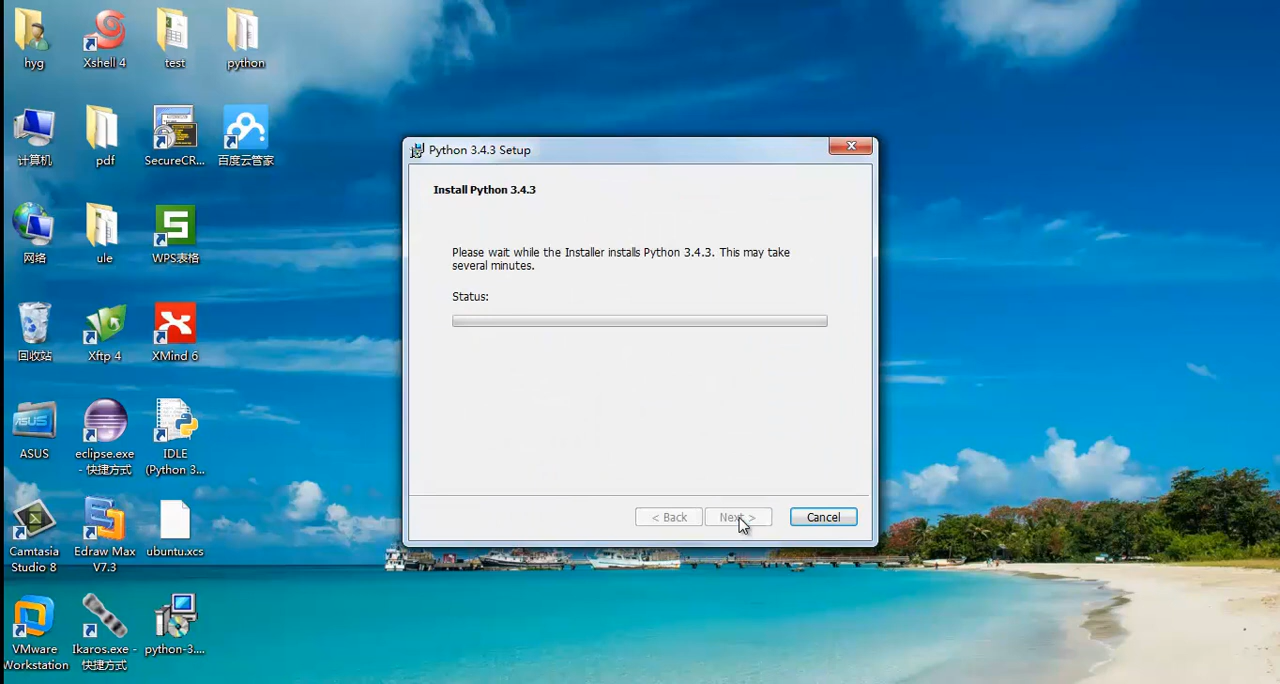 hyg
Xshell 4
test
python
计算机
pdf
SecureCR...
百度云管家
网络
ule
WPS表格
回收站
Xftp 4
XMind 6
ASUS
ASUS
eclipse.exe
- 快捷方式
IDLE
(Python 3...
Camtasia
Studio 8
Edraw Max
V7.3
ubuntu.xcs
VMware
Workstation
Ikaros.exe -
快捷方式
python-3....
Python 3.4.3 Setup
Install Python 3.4.3
Please wait while the Installer installs Python 3.4.3. This may take
several minutes.
Status:
< Back
Next >
Cancel